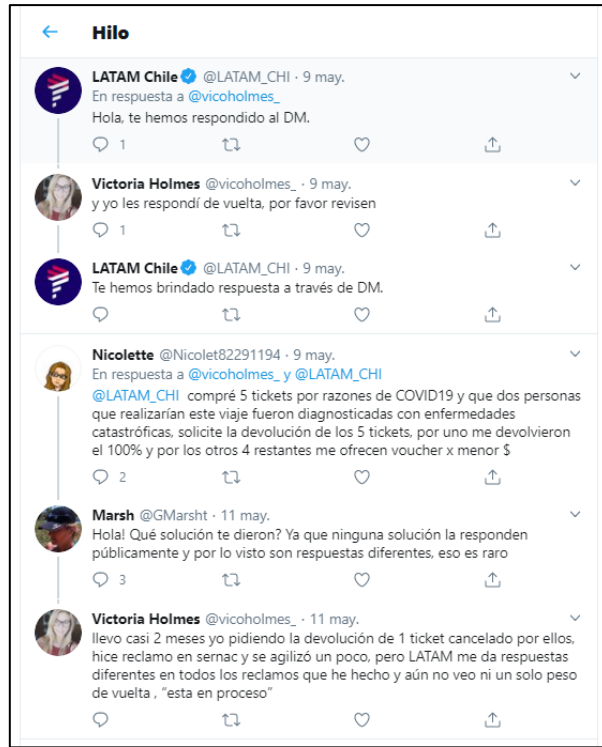 Hilo
LATAM Chile @LATAM_CHI · 9 may.
En respuesta a @vicoholmes_
Hola, te hemos respondido al DM.
1
Victoria Holmes @vicoholmes_ · 9 may.
y yo les respondí de vuelta, por favor revisen
1
LATAM Chile @LATAM_CHI · 9 may.
Te hemos brindado respuesta a través de DM.
Nicolette @Nicolet82291194 · 9 may.
En respuesta a @vicoholmes_ y @LATAM_CHI
@LATAM_CHI compré 5 tickets por razones de COVID19 y que dos personas
que realizarían este viaje fueron diagnosticadas con enfermedades
catastróficas, solicite la devolución de los 5 tickets, por uno me devolvieron
el 100% y por los otros 4 restantes me ofrecen voucher x menor $
2
Marsh @GMarsht · 11 may.
Hola! Qué solución te dieron? Ya que ninguna solución la responden
públicamente y por lo visto son respuestas diferentes, eso es raro
3
Victoria Holmes @vicoholmes_ · 11 may.
llevo casi 2 meses yo pidiendo la devolución de 1 ticket cancelado por ellos,
hice reclamo en sernac y se agilizó un poco, pero LATAM me da respuestas
diferentes en todos los reclamos que he hecho y aún no veo ni un solo peso
de vuelta , "esta en proceso"